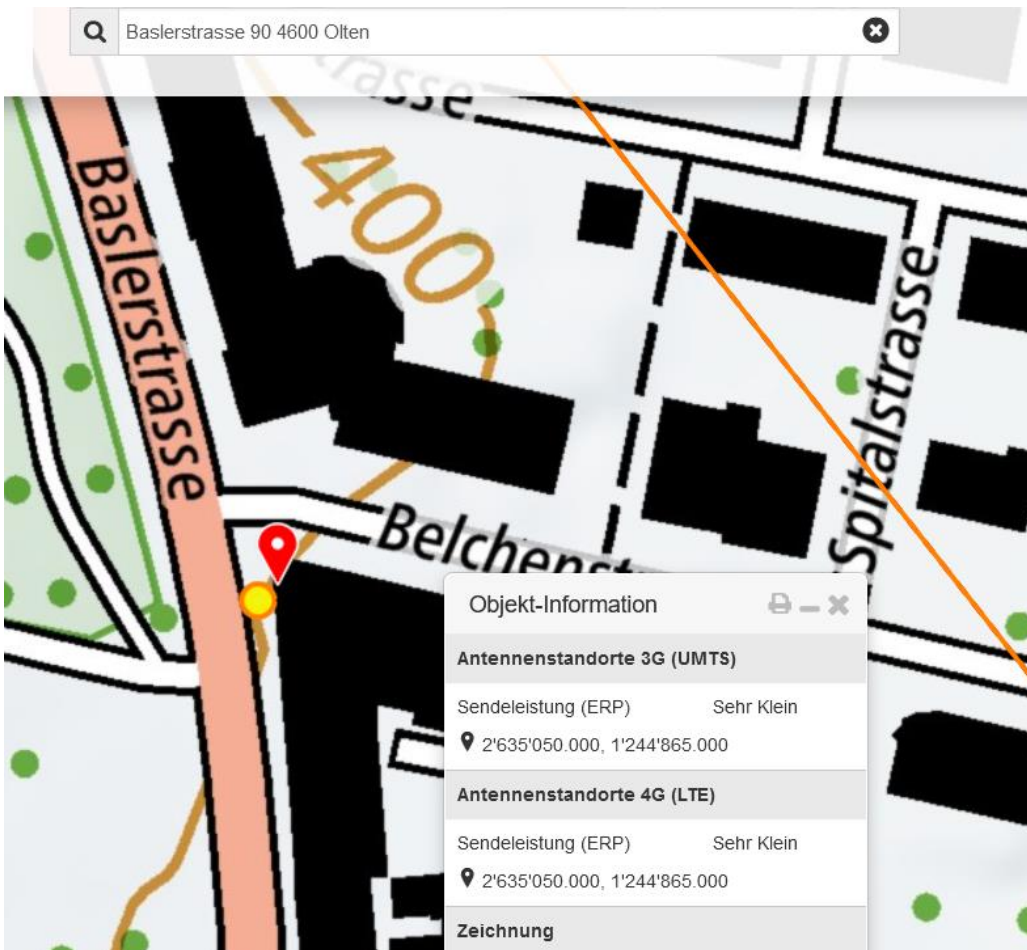 Baslerstrasse 90 4600 Olten
400
Baslerstrasse
Spitalstrasse
Objekt-Information
Antennenstandorte 3G (UMTS)
Sendeleistung (ERP) Sehr Klein
2'635'050.000, 1'244'865.000
Antennenstandorte 4G (LTE)
Sendeleistung (ERP) Sehr Klein
2'635'050.000, 1'244'865.000
Zeichnung